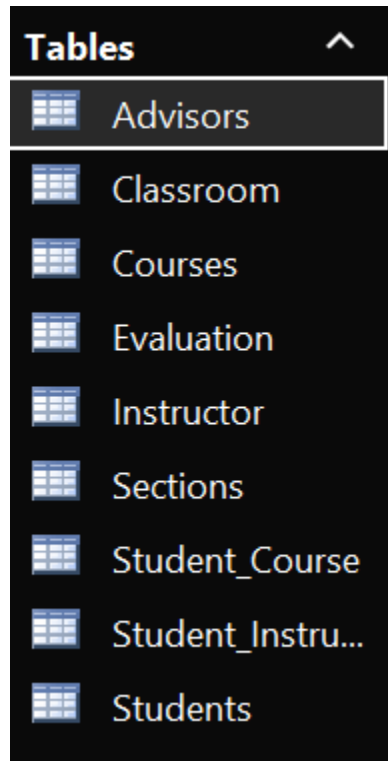 Tables
Advisors
Classroom
Courses
Evaluation
Instructor
Sections
Student_Course
Student_Instru...
Students